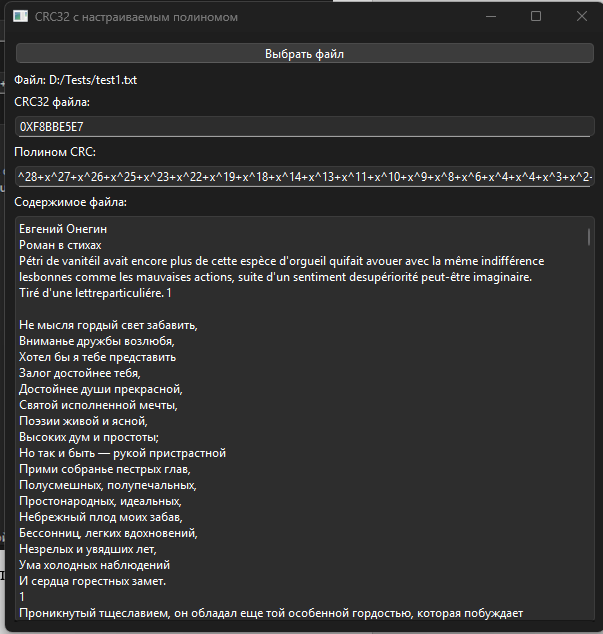 CRC32 с настраиваемым полиномом
Выбрать файл
Файл: D:/Tests/test1.txt
CRC32 файла:
0XF8BBE5E7
Полином CRC:
^28+x^27+x^26+x^25+x^23+x^22+x^19+x^18+x^14+x^13+x^11+x^10+x^9+x^8+x^6+x^4+x^4+x^3+x^2-
Содержимое файла:
Евгений Онегин
Роман в стихах
Pétri de vanitéil avait encore plus de cette espèce d'orgueil quifait avouer avec la même indifférence
lesbonnes comme les mauvaises actions, suite d'un sentiment desupériorité peut-être imaginaire.
Tiré d'une lettreparticuliére. 1
Не мысля гордый свет забавить,
Вниманье дружбы возлюбя,
Хотел бы я тебе представить
Залог достойнее тебя,
Достойнее души прекрасной,
Святой исполненной мечты,
Поэзии живой и ясной,
Высоких дум и простоты;
Но так и быть — рукой пристрастной
Прими собранье пестрых глав,
Полусмешных, полупечальных,
Простонародных, идеальных,
Небрежный плод моих забав,
Бессонниц, легких вдохновений,
Незрелых и увядших лет,
Ума холодных наблюдений
И сердца горестных замет.
1
Проникнутый тщеславием, он обладал еще той особенной гордостью, которая побуждает